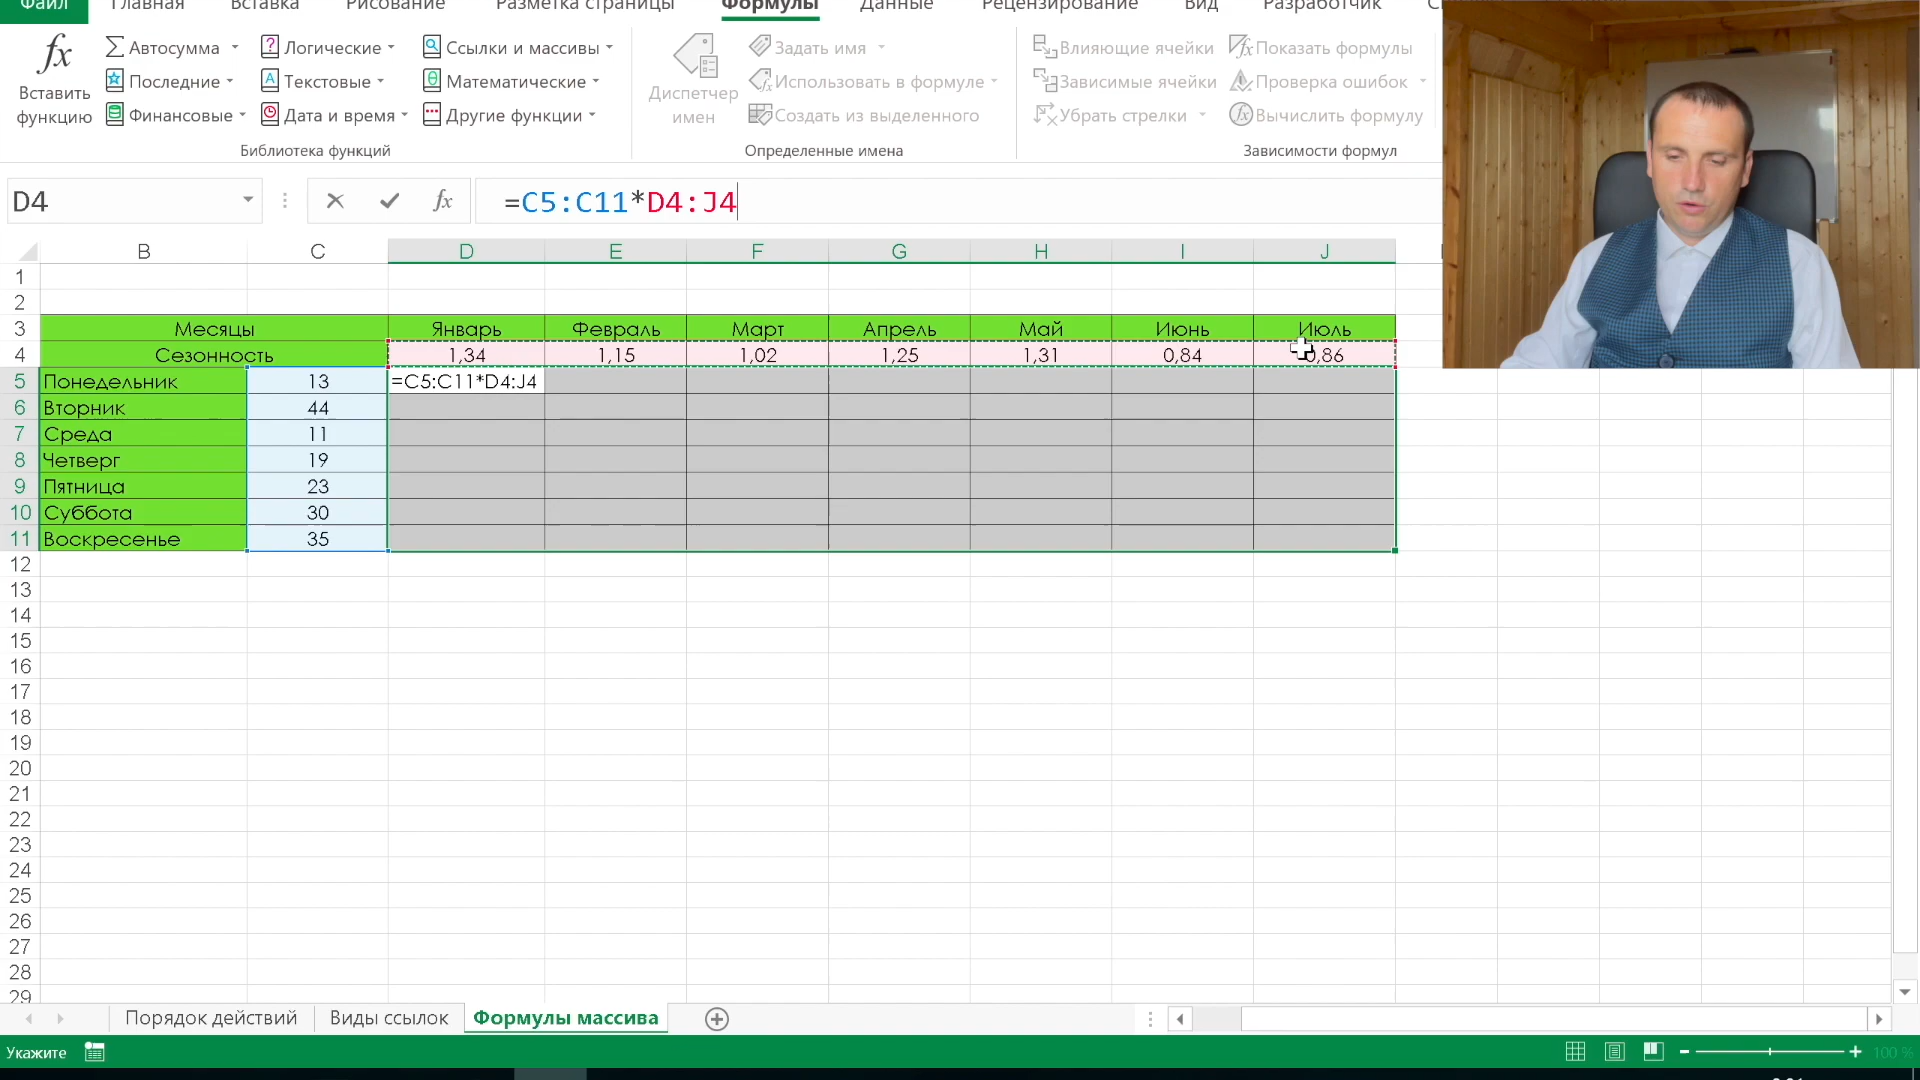 Файл Главная Вставка Рисование Разметка страницы Формулы Данные Рецензирование Вид Разработчик
fx Автосумма Логические Ссылки и массивы Задать имя Влияющие ячейки Показать формулы
Вставить функцию Последние Текстовые Математические Диспетчер имен Использовать в формуле Зависимые ячейки Проверка ошибок
Финансовые Дата и время Другие функции Создать из выделенного Убрать стрелки Вычислить формулу
Библиотека функций Определенные имена Зависимости формул
D4 fx =C5:C11*D4:J4
B C D E F G H I J
1
2
3 Месяцы Январь Февраль Март Апрель Май Июнь Июль
4 Сезонность 1,34 1,15 1,02 1,25 1,31 0,84 0,86
5 Понедельник 13 =C5:C11*D4:J4
6 Вторник 44
7 Среда 11
8 Четверг 19
9 Пятница 23
10 Суббота 30
11 Воскресенье 35
12
13
14
15
16
17
18
19
20
21
22
23
24
25
26
27
28
29
Порядок действий Виды ссылок Формулы массива
Укажите 100 %